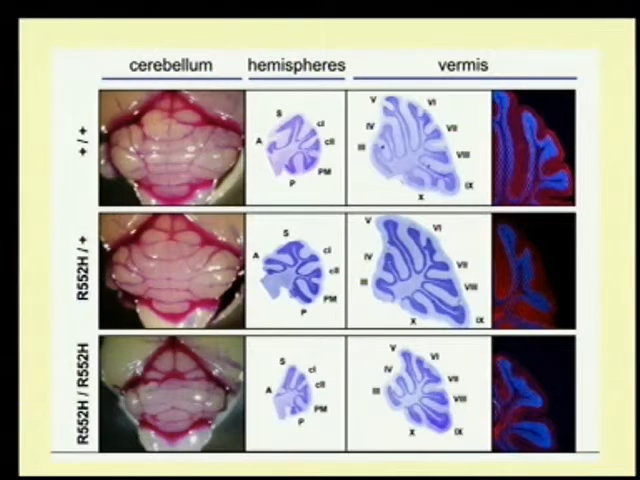 cerebellum hemispheres vermis
+ / +
S
A cI
cII
PM
P
V VI
IV VII
III VIII
IX
X
R552H / +
S
A cI
cII
PM
P
V VI
IV VII
III VIII
X IX
R552H / R552H
S
cI
A cII
PM
P
V VI
IV VII
III VIII
X IX